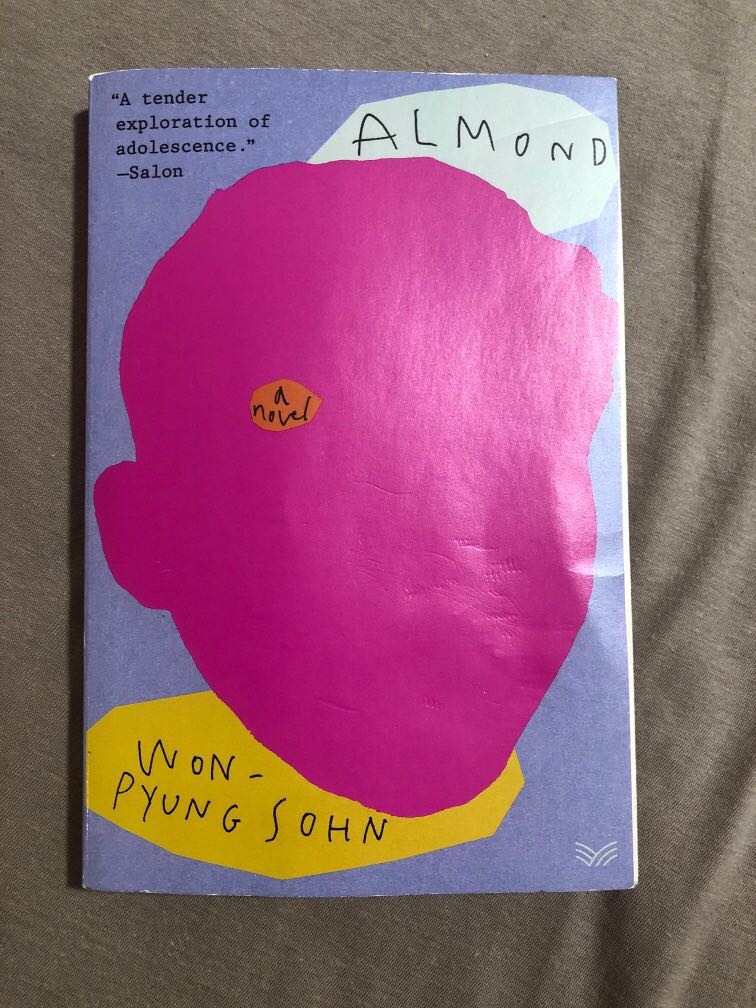 “A tender
exploration of
adolescence.”
—Salon
ALMOND
a
novel
WON-
PYUNG SOHN